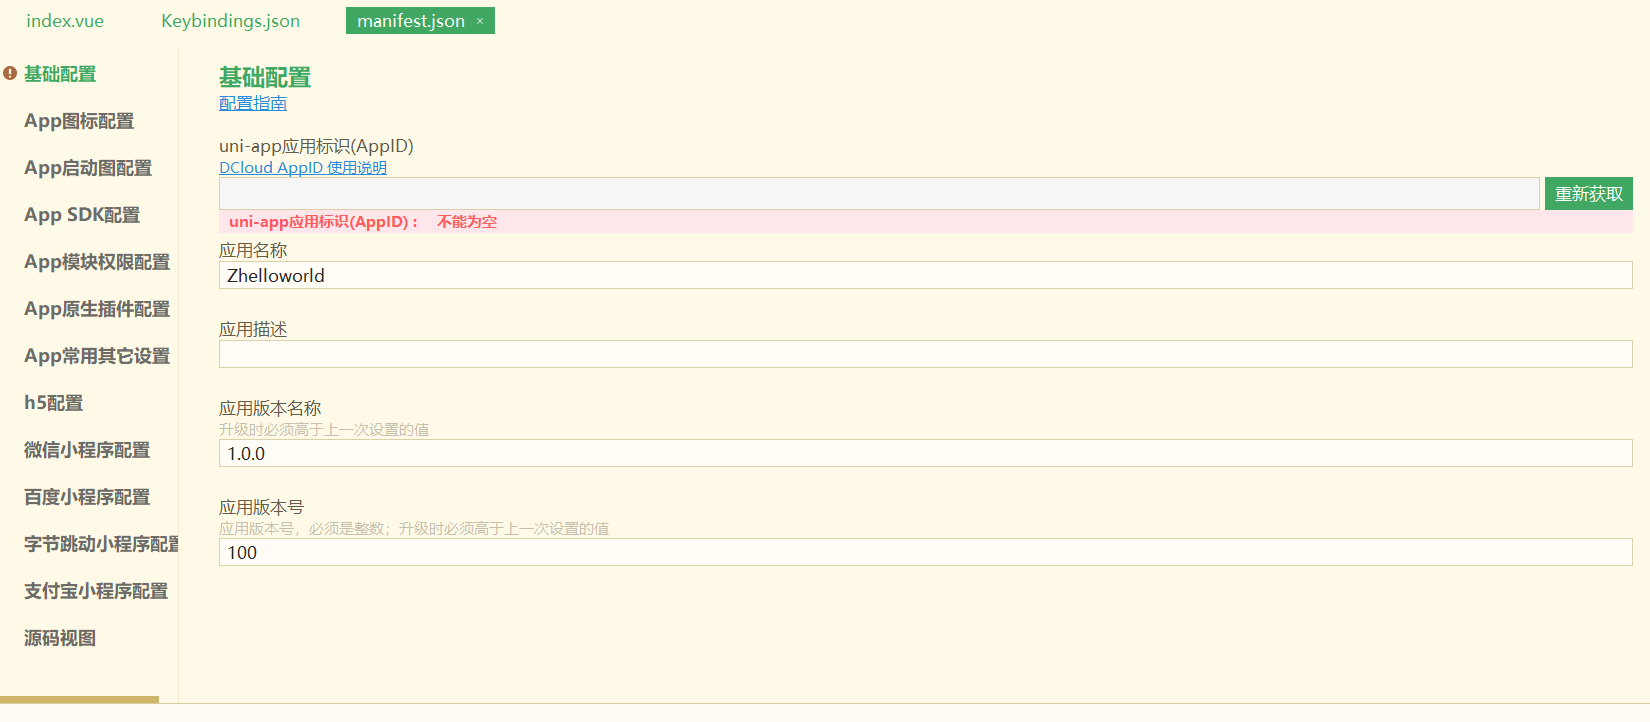 index.vue
Keybindings.json
manifest.json ×
基础配置
App图标配置
App启动图配置
App SDK配置
App模块权限配置
App原生插件配置
App常用其它设置
h5配置
微信小程序配置
百度小程序配置
字节跳动小程序配置
支付宝小程序配置
源码视图
基础配置
配置指南
uni-app应用标识(AppID)
DCloud AppID 使用说明
重新获取
uni-app应用标识(AppID)： 不能为空
应用名称
Zhelloworld
应用描述
应用版本名称
升级时必须高于上一次设置的值
1.0.0
应用版本号
应用版本号，必须是整数；升级时必须高于上一次设置的值
100